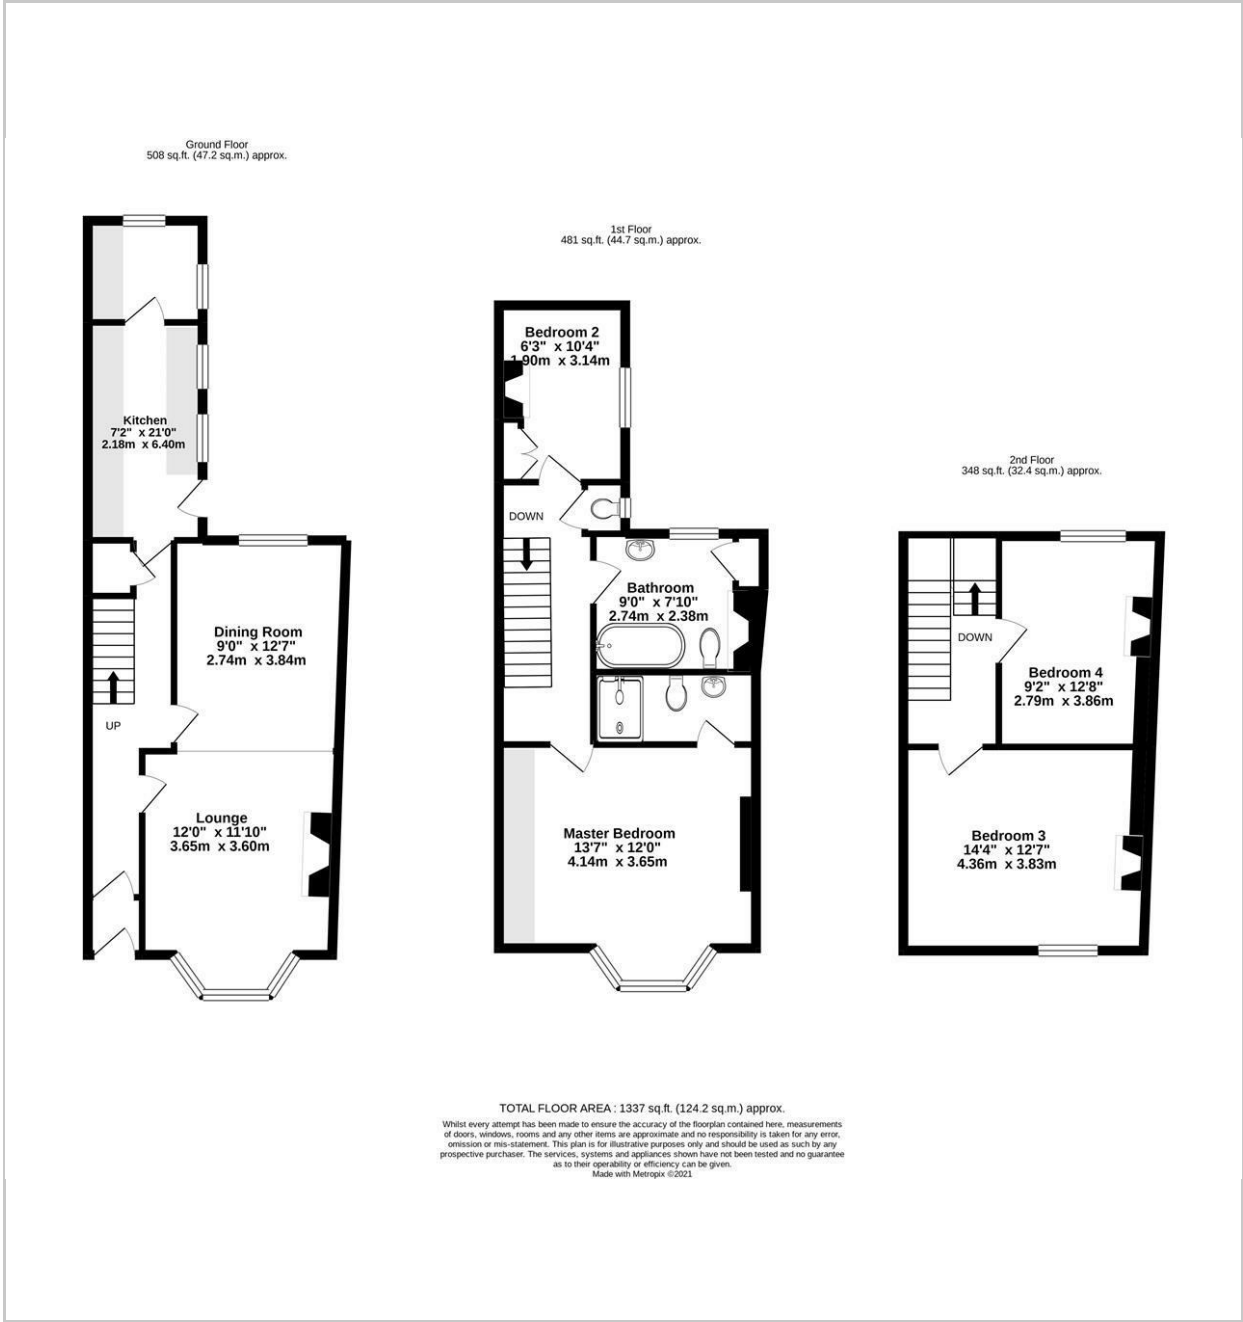 Ground Floor
508 sq.ft. (47.2 sq.m.) approx.
Kitchen
7'2" x 21'0"
2.18m x 6.40m
Dining Room
9'0" x 12'7"
2.74m x 3.84m
UP
Lounge
12'0" x 11'10"
3.65m x 3.60m
1st Floor
481 sq.ft. (44.7 sq.m.) approx.
Bedroom 2
6'3" x 10'4"
1.90m x 3.14m
DOWN
Bathroom
9'0" x 7'10"
2.74m x 2.38m
Master Bedroom
13'7" x 12'0"
4.14m x 3.65m
2nd Floor
348 sq.ft. (32.4 sq.m.) approx.
DOWN
Bedroom 4
9'2" x 12'8"
2.79m x 3.86m
Bedroom 3
14'4" x 12'7"
4.36m x 3.83m
TOTAL FLOOR AREA : 1337 sq.ft. (124.2 sq.m.) approx.
Whilst every attempt has been made to ensure the accuracy of the floorplan contained here, measurements
of doors, windows, rooms and any other items are approximate and no responsibility is taken for any error,
omission or mis-statement. This plan is for illustrative purposes only and should be used as such by any
prospective purchaser. The services, systems and appliances shown have not been tested and no guarantee
as to their operability or efficiency can be given.
Made with Metropix ©2021